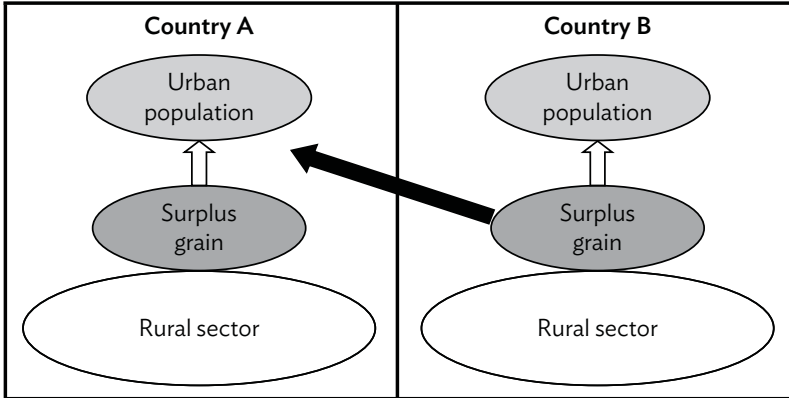 Country A
Urban
population
Surplus
grain
Rural sector
Country B
Urban
population
Surplus
grain
Rural sector